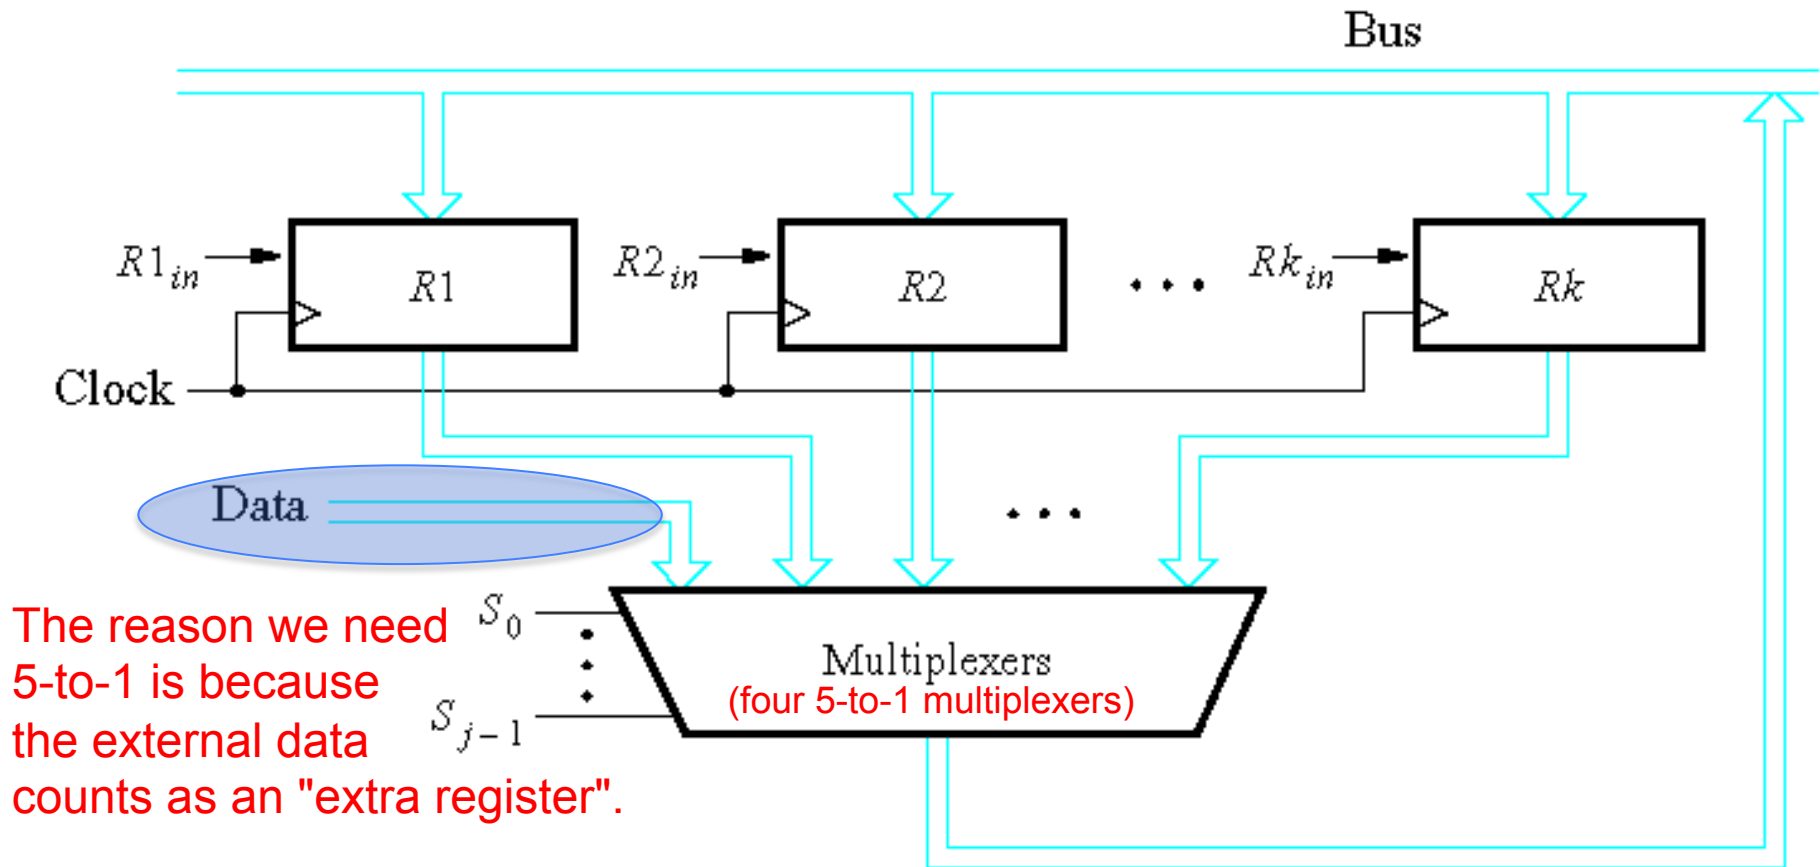 Bus
R1in
R1
R2in
R2
• • •
Rkin
Rk
Clock
Data
• • •
The reason we need
5-to-1 is because
the external data
counts as an "extra register".
S0
Sj−1
Multiplexers
(four 5-to-1 multiplexers)